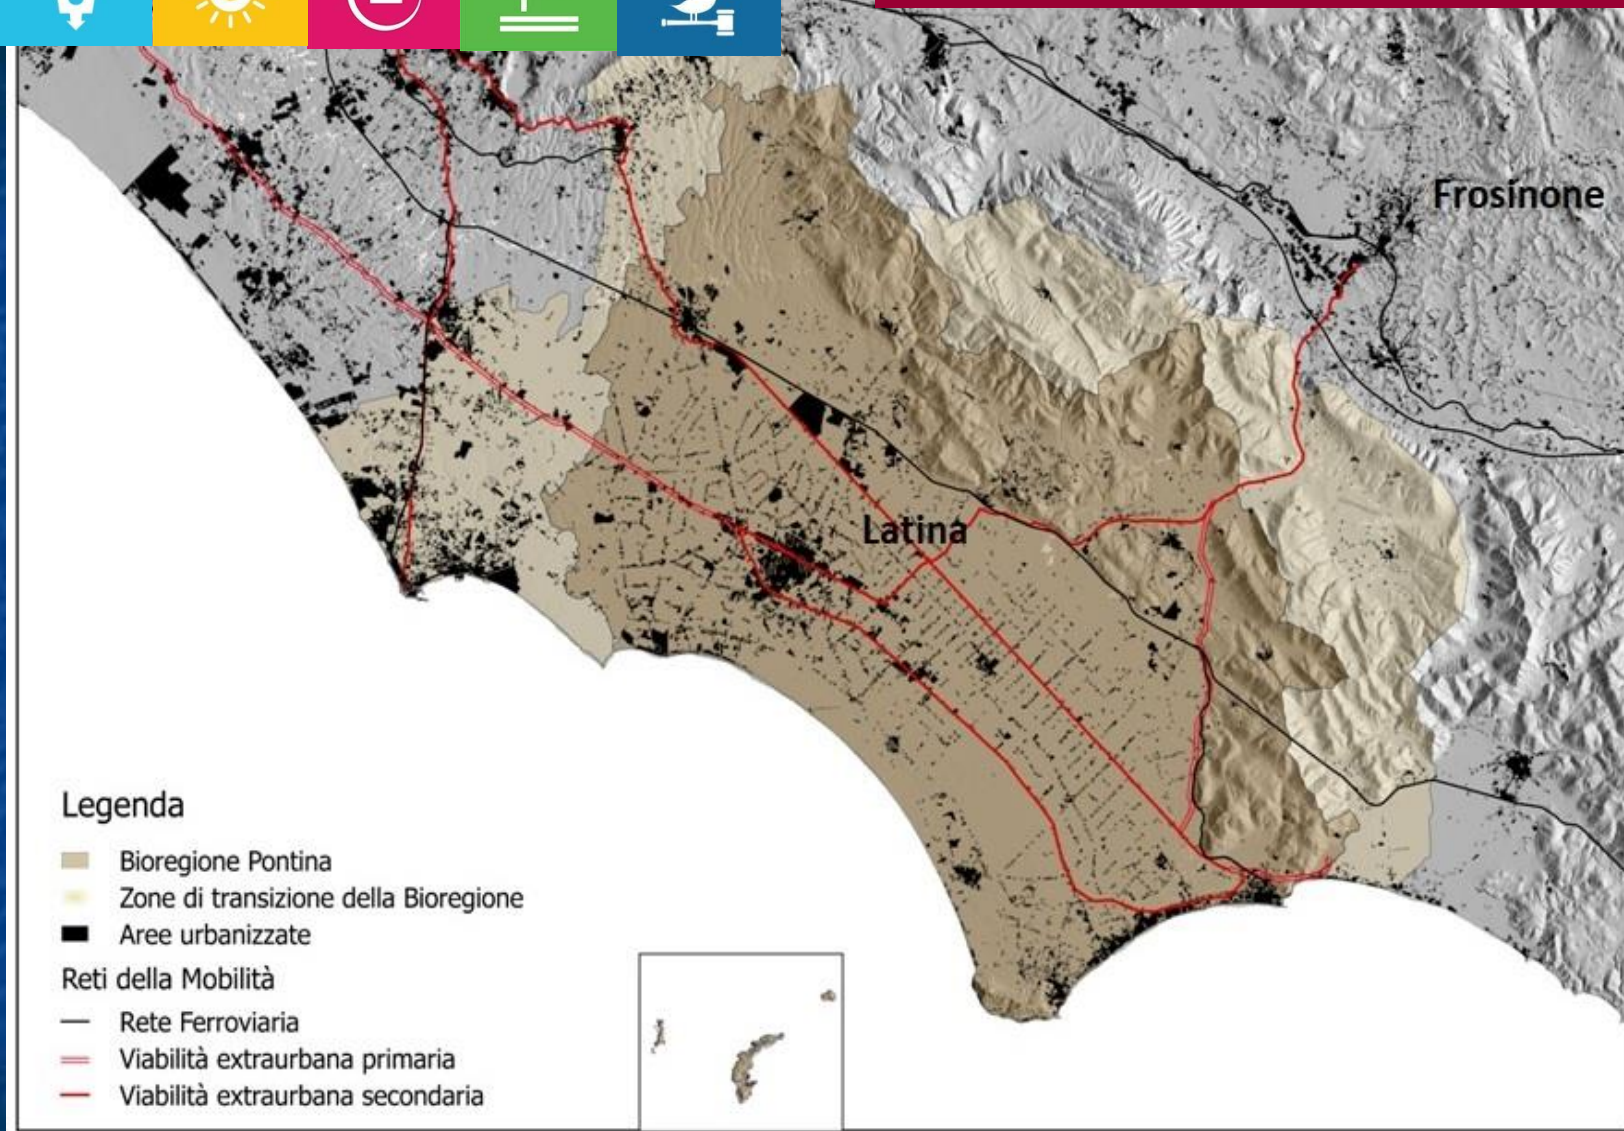 Frosinone
Latina
Legenda
Bioregione Pontina
Zone di transizione della Bioregione
Aree urbanizzate
Reti della Mobilità
Rete Ferroviaria
Viabilità extraurbana primaria
Viabilità extraurbana secondaria